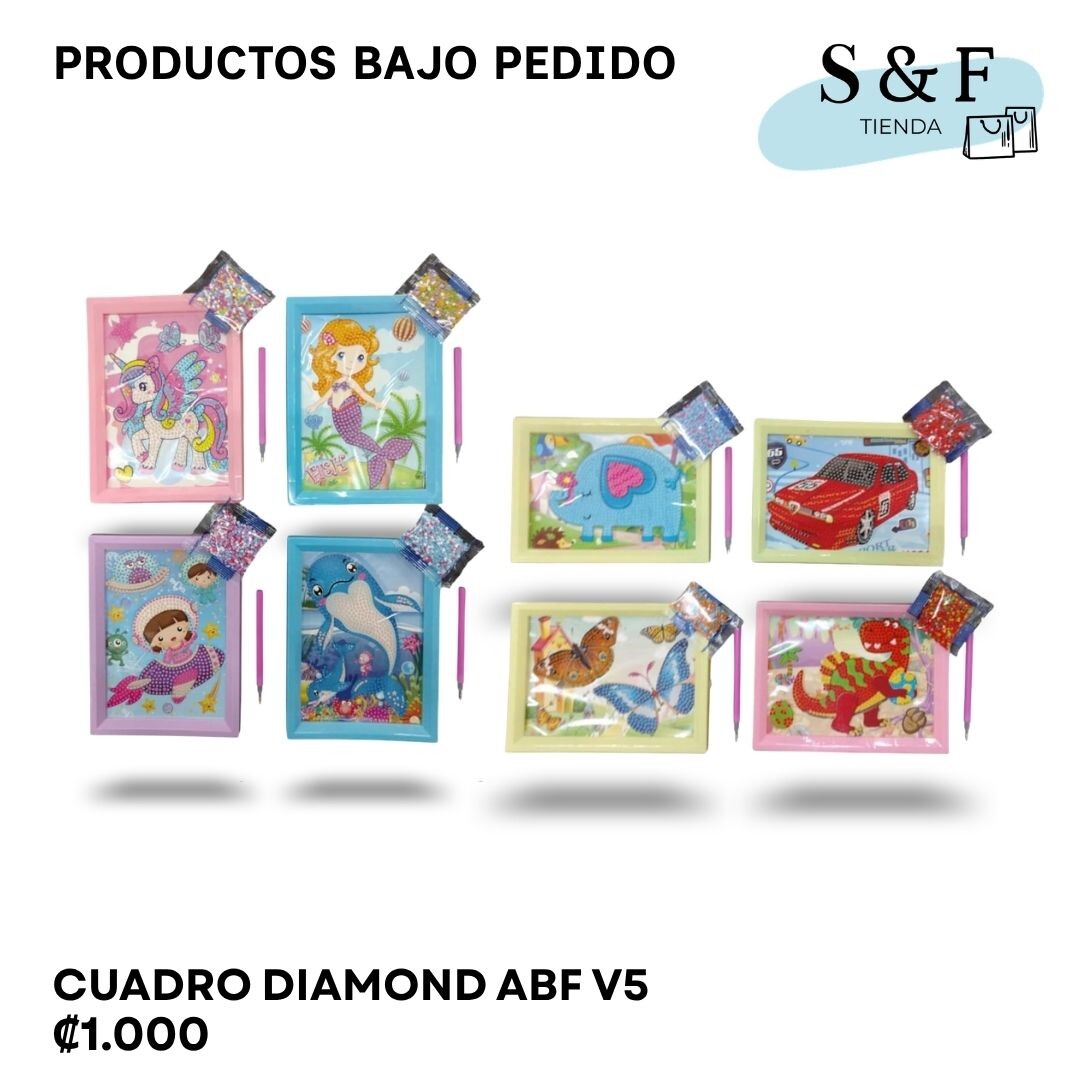 PRODUCTOS BAJO PEDIDO
S & F
TIENDA
CUADRO DIAMOND ABF V5
₡1.000